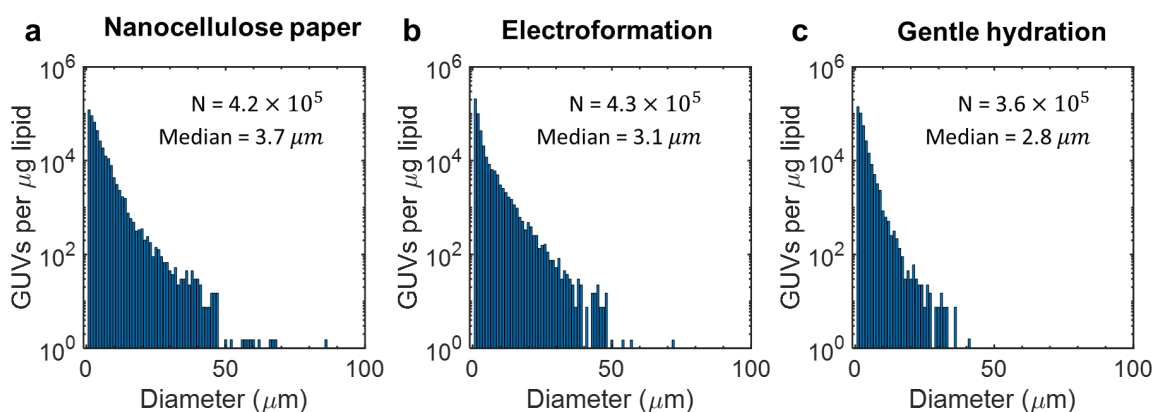 a Nanocellulose paper
10^6
10^4
10^2
10^0
GUVs per μg lipid
N = 4.2 × 10^5
Median = 3.7 μm
0 50 100
Diameter (μm)
b Electroformation
10^6
10^4
10^2
10^0
GUVs per μg lipid
N = 4.3 × 10^5
Median = 3.1 μm
0 50 100
Diameter (μm)
c Gentle hydration
10^6
10^4
10^2
10^0
GUVs per μg lipid
N = 3.6 × 10^5
Median = 2.8 μm
0 50 100
Diameter (μm)